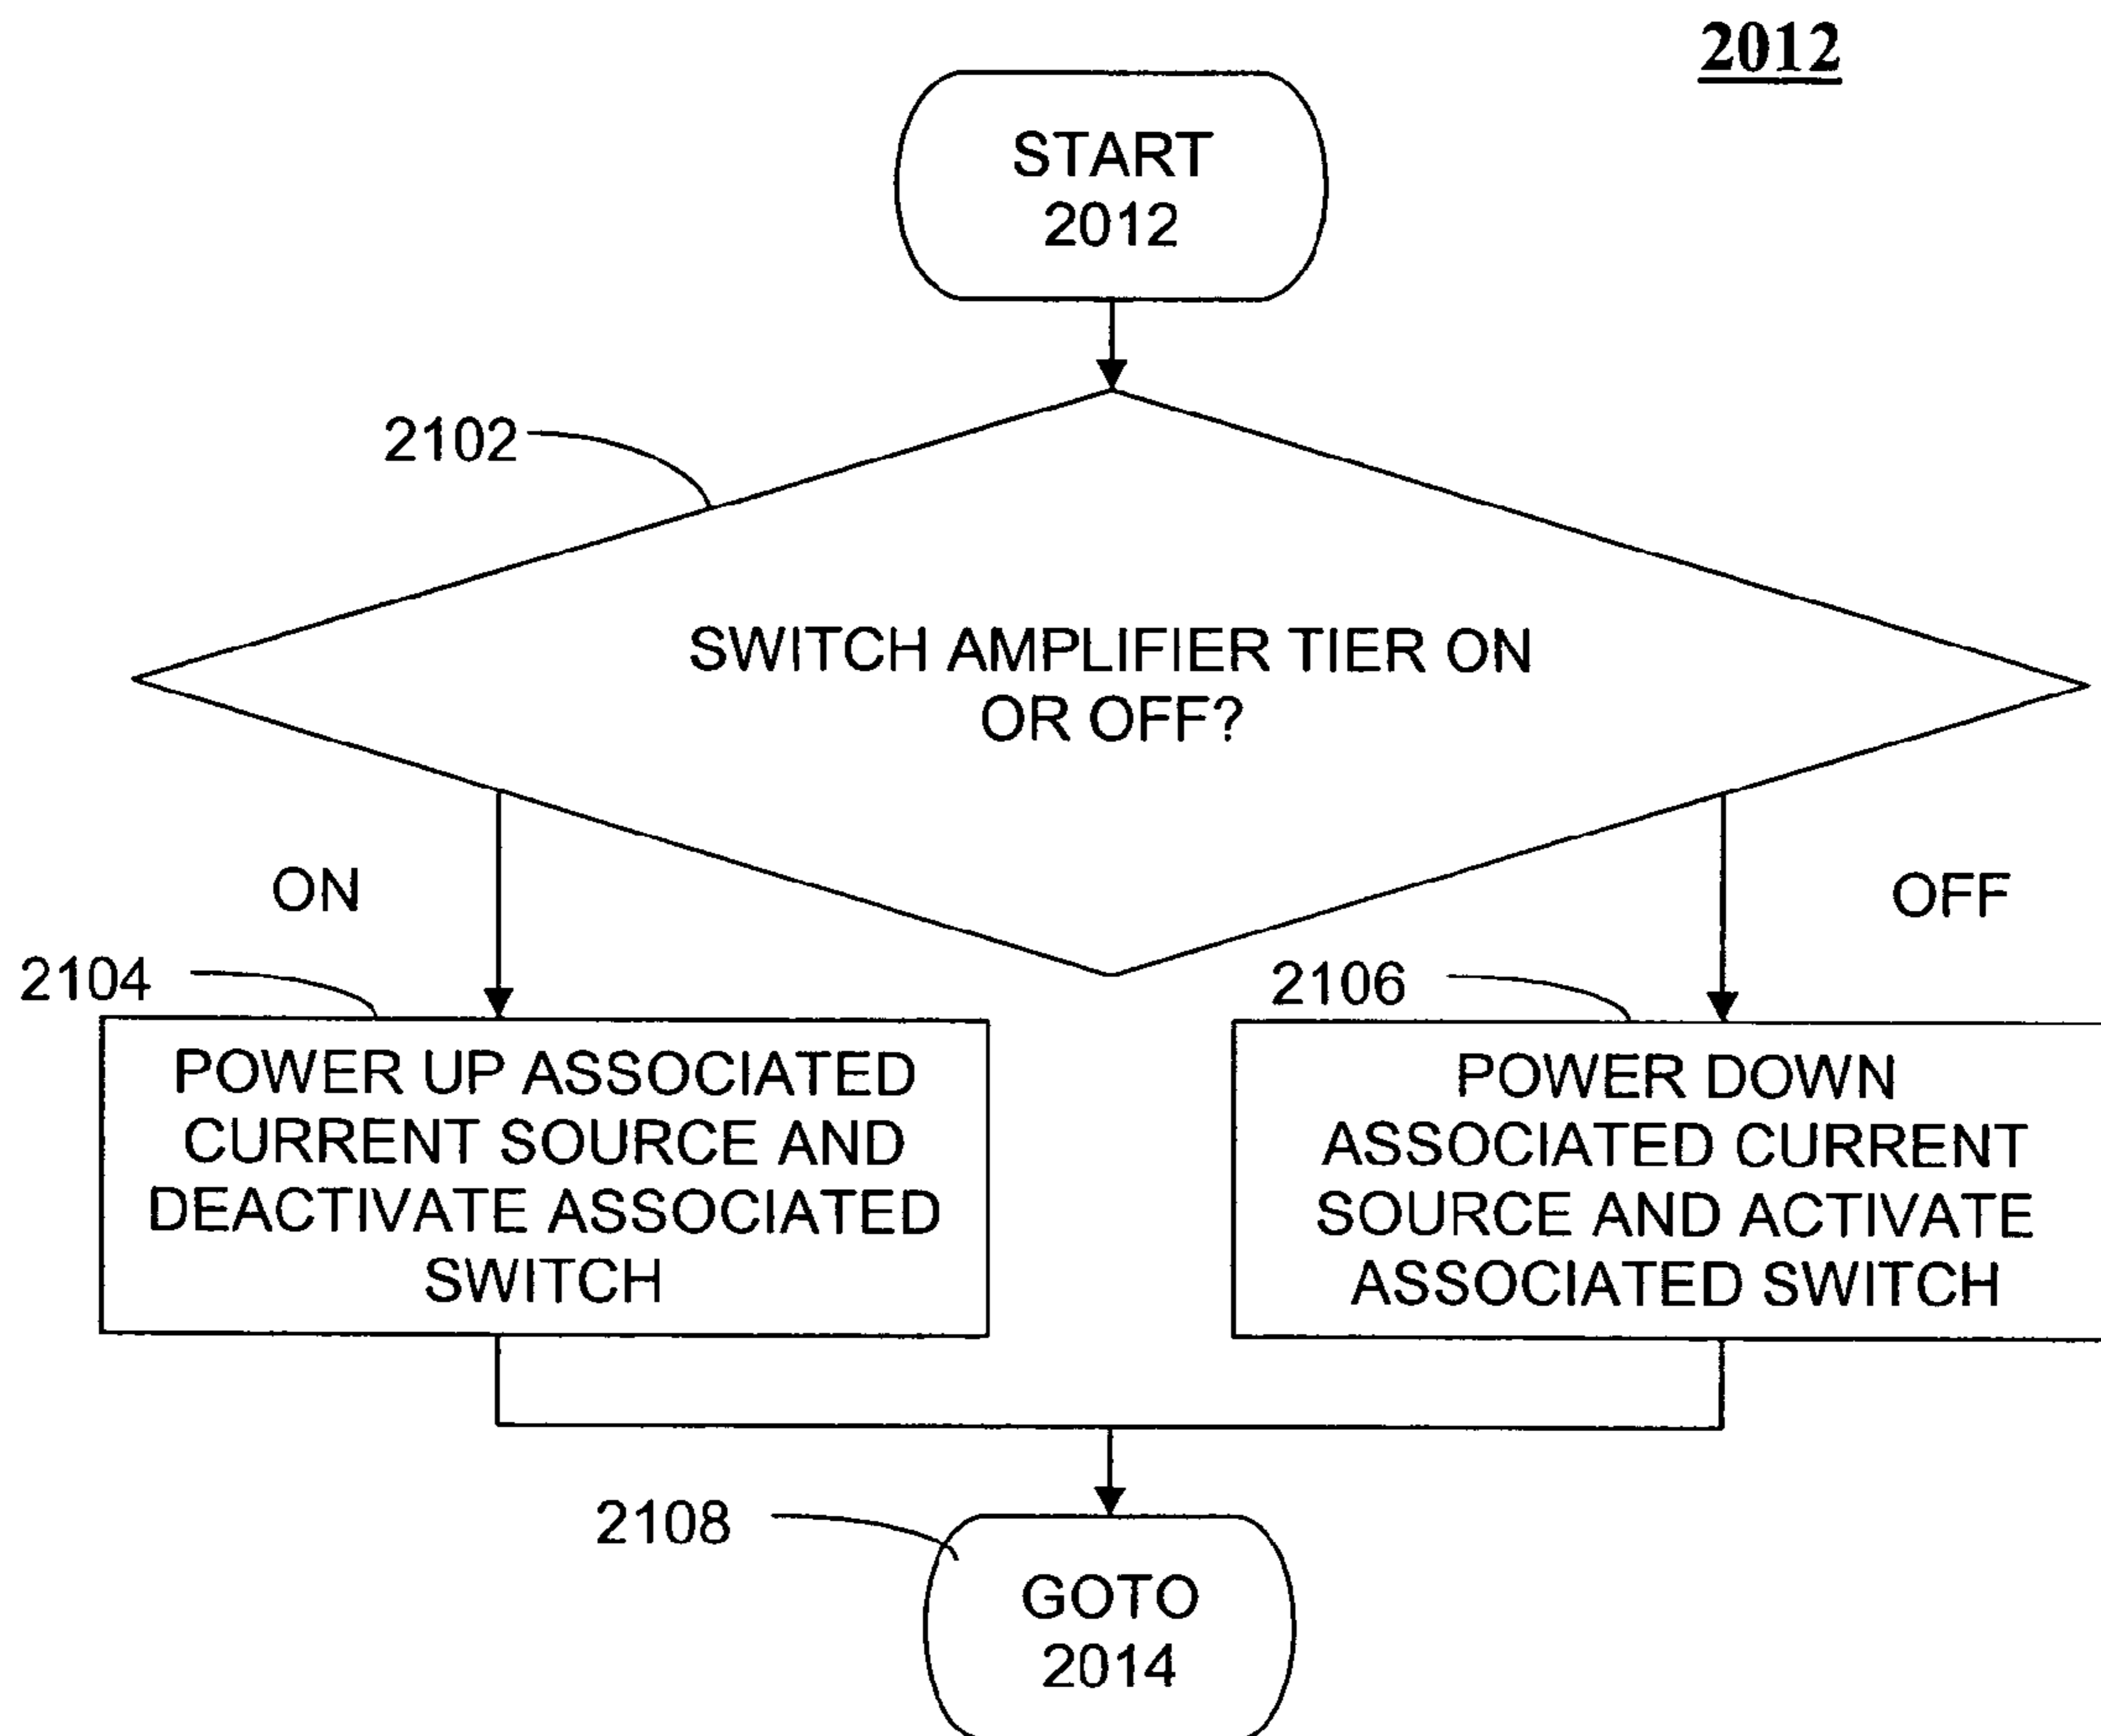 2012
START
2012
2102
SWITCH AMPLIFIER TIER ON
OR OFF?
ON
OFF
2104
2106
POWER UP ASSOCIATED
CURRENT SOURCE AND
DEACTIVATE ASSOCIATED
SWITCH
POWER DOWN
ASSOCIATED CURRENT
SOURCE AND ACTIVATE
ASSOCIATED SWITCH
2108
GOTO
2014